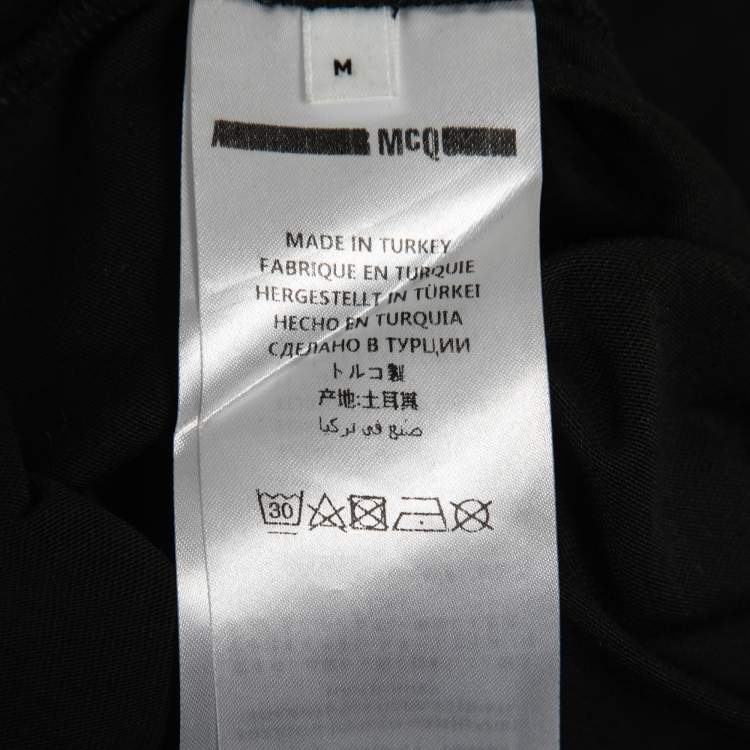 M
MCQ
MADE IN TURKEY
FABRIQUE EN TURQUIE
HERGESTELLT IN TÜRKEI
HECHO EN TURQUIA
СДЕЛАНО В ТУРЦИИ
トルコ製
产地:土耳其
صنع في تركيا
30